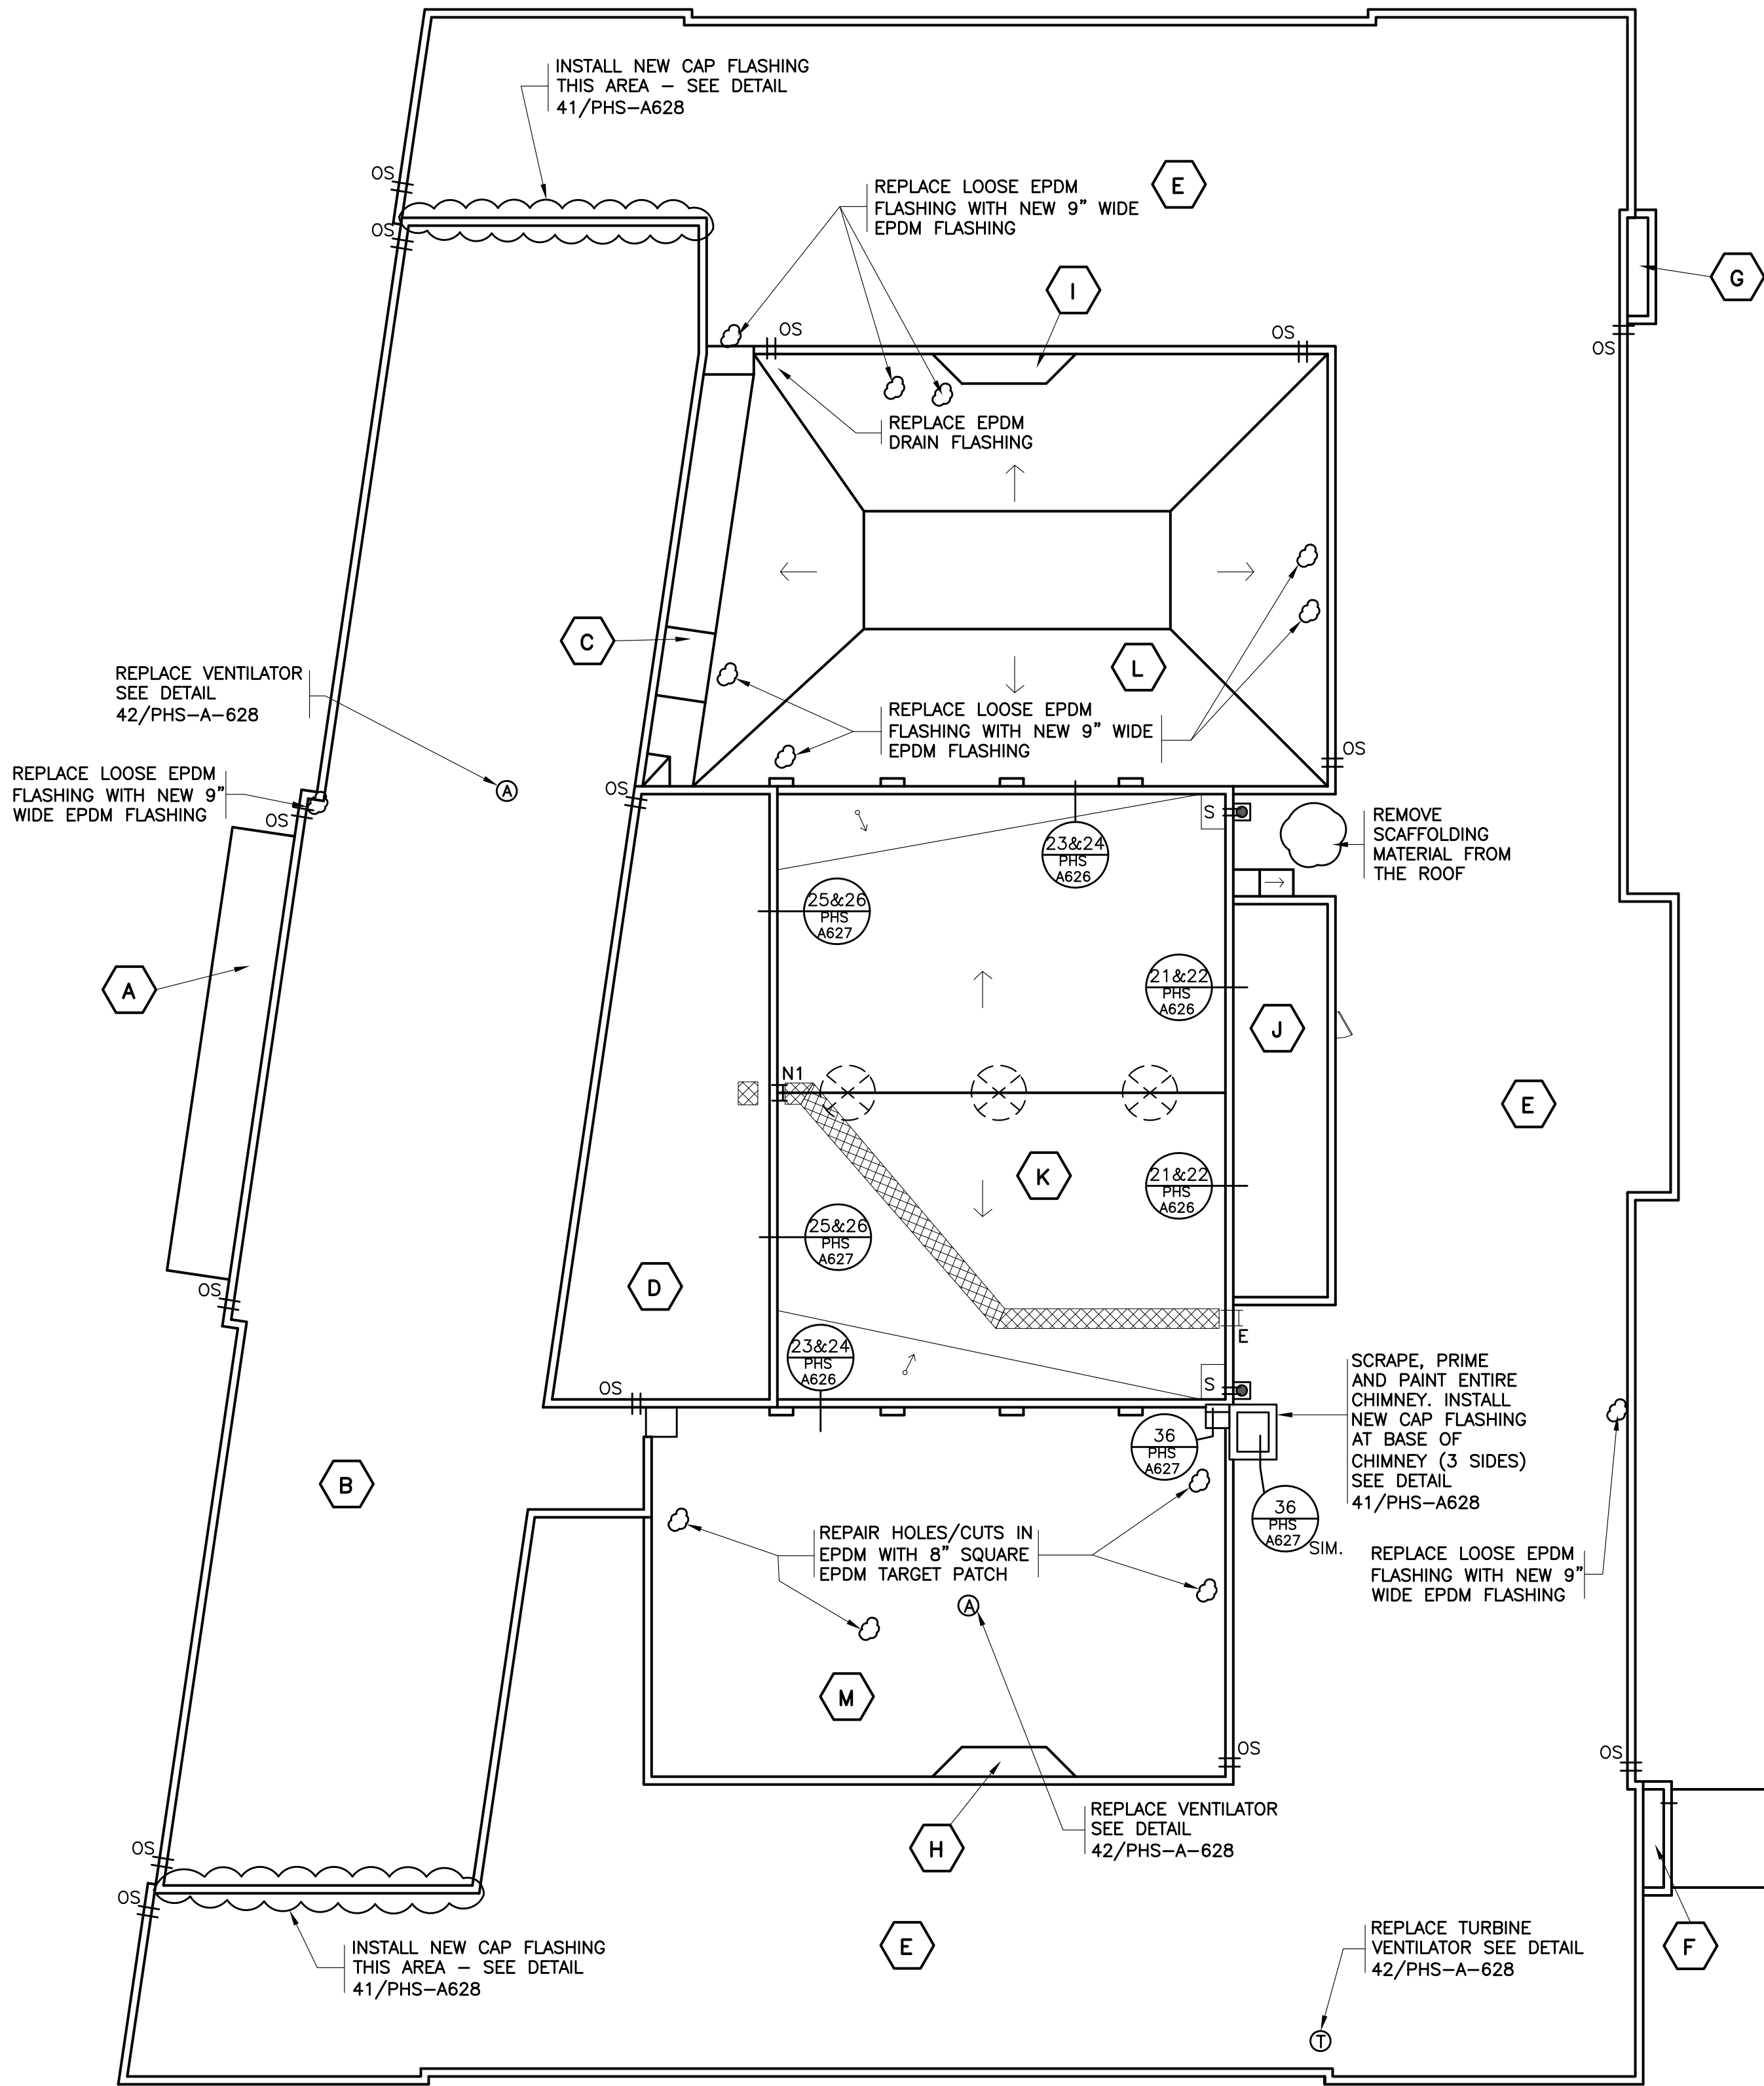 INSTALL NEW CAP FLASHING
THIS AREA – SEE DETAIL
41/PHS–A628
OS
OS
REPLACE LOOSE EPDM
FLASHING WITH NEW 9" WIDE
EPDM FLASHING
E
I
G
OS
OS
OS
REPLACE EPDM
DRAIN FLASHING
C
L
REPLACE VENTILATOR
SEE DETAIL
42/PHS–A–628
A
REPLACE LOOSE EPDM
FLASHING WITH NEW 9" WIDE
EPDM FLASHING
OS
REPLACE LOOSE EPDM
FLASHING WITH NEW 9"
WIDE EPDM FLASHING
OS
OS
S
REMOVE
SCAFFOLDING
MATERIAL FROM
THE ROOF
23&24
PHS
A626
25&26
PHS
A627
A
21&22
PHS
A626
J
N1
E
K
21&22
PHS
A626
25&26
PHS
A627
D
OS
E
23&24
PHS
A626
OS
S
SCRAPE, PRIME
AND PAINT ENTIRE
CHIMNEY. INSTALL
NEW CAP FLASHING
AT BASE OF
CHIMNEY (3 SIDES)
SEE DETAIL
41/PHS–A628
36
PHS
A627
B
36
PHS
A627
SIM.
REPAIR HOLES/CUTS IN
EPDM WITH 8" SQUARE
EPDM TARGET PATCH
REPLACE LOOSE EPDM
FLASHING WITH NEW 9"
WIDE EPDM FLASHING
A
M
OS
OS
REPLACE VENTILATOR
SEE DETAIL
42/PHS–A–628
H
OS
OS
INSTALL NEW CAP FLASHING
THIS AREA – SEE DETAIL
41/PHS–A628
E
REPLACE TURBINE
VENTILATOR SEE DETAIL
42/PHS–A–628
F
T